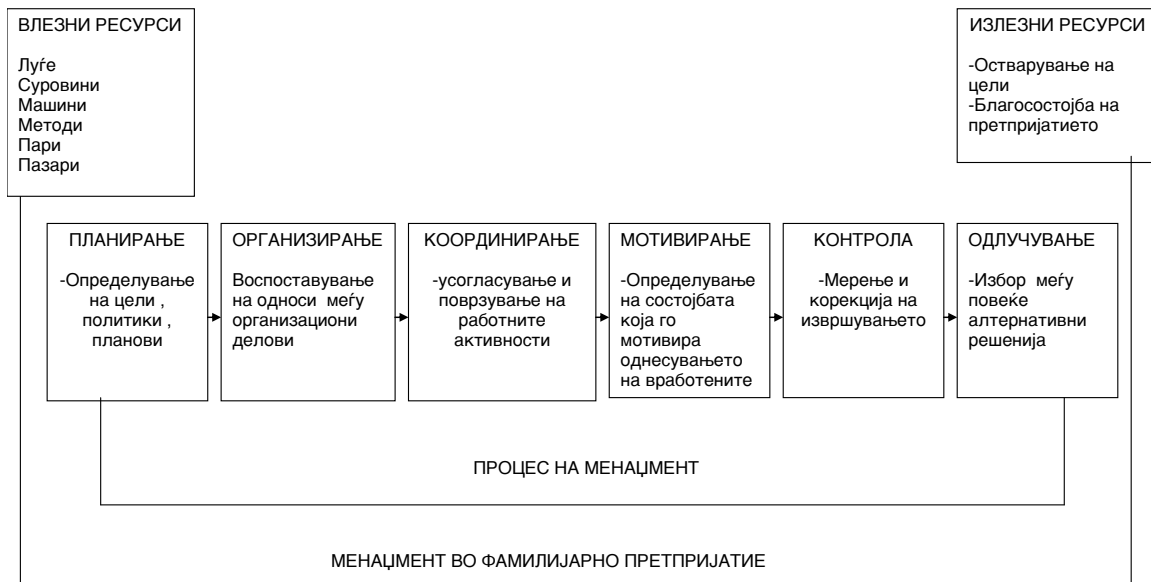 ВЛЕЗНИ РЕСУРСИ
Луѓе
Суровини
Машини
Методи
Пари
Пазари
ИЗЛЕЗНИ РЕСУРСИ
-Остварување на
цели
-Благосостојба на
претпријатието
ПЛАНИРАЊЕ
-Определување
на цели ,
политики ,
планови
ОРГАНИЗИРАЊЕ
Воспоставување
на односи меѓу
организациони
делови
КООРДИНИРАЊЕ
-усогласување и
поврзување на
работните
активности
МОТИВИРАЊЕ
-Определување
на состојбата
која го
мотивира
однесувањето
на вработените
КОНТРОЛА
-Мерење и
корекција на
извршувањето
ОДЛУЧУВАЊЕ
-Избор меѓу
повеќе
алтернативни
решенија
ПРОЦЕС НА МЕНАЏМЕНТ
МЕНАЏМЕНТ ВО ФАМИЛИЈАРНО ПРЕТПРИЈАТИЕ